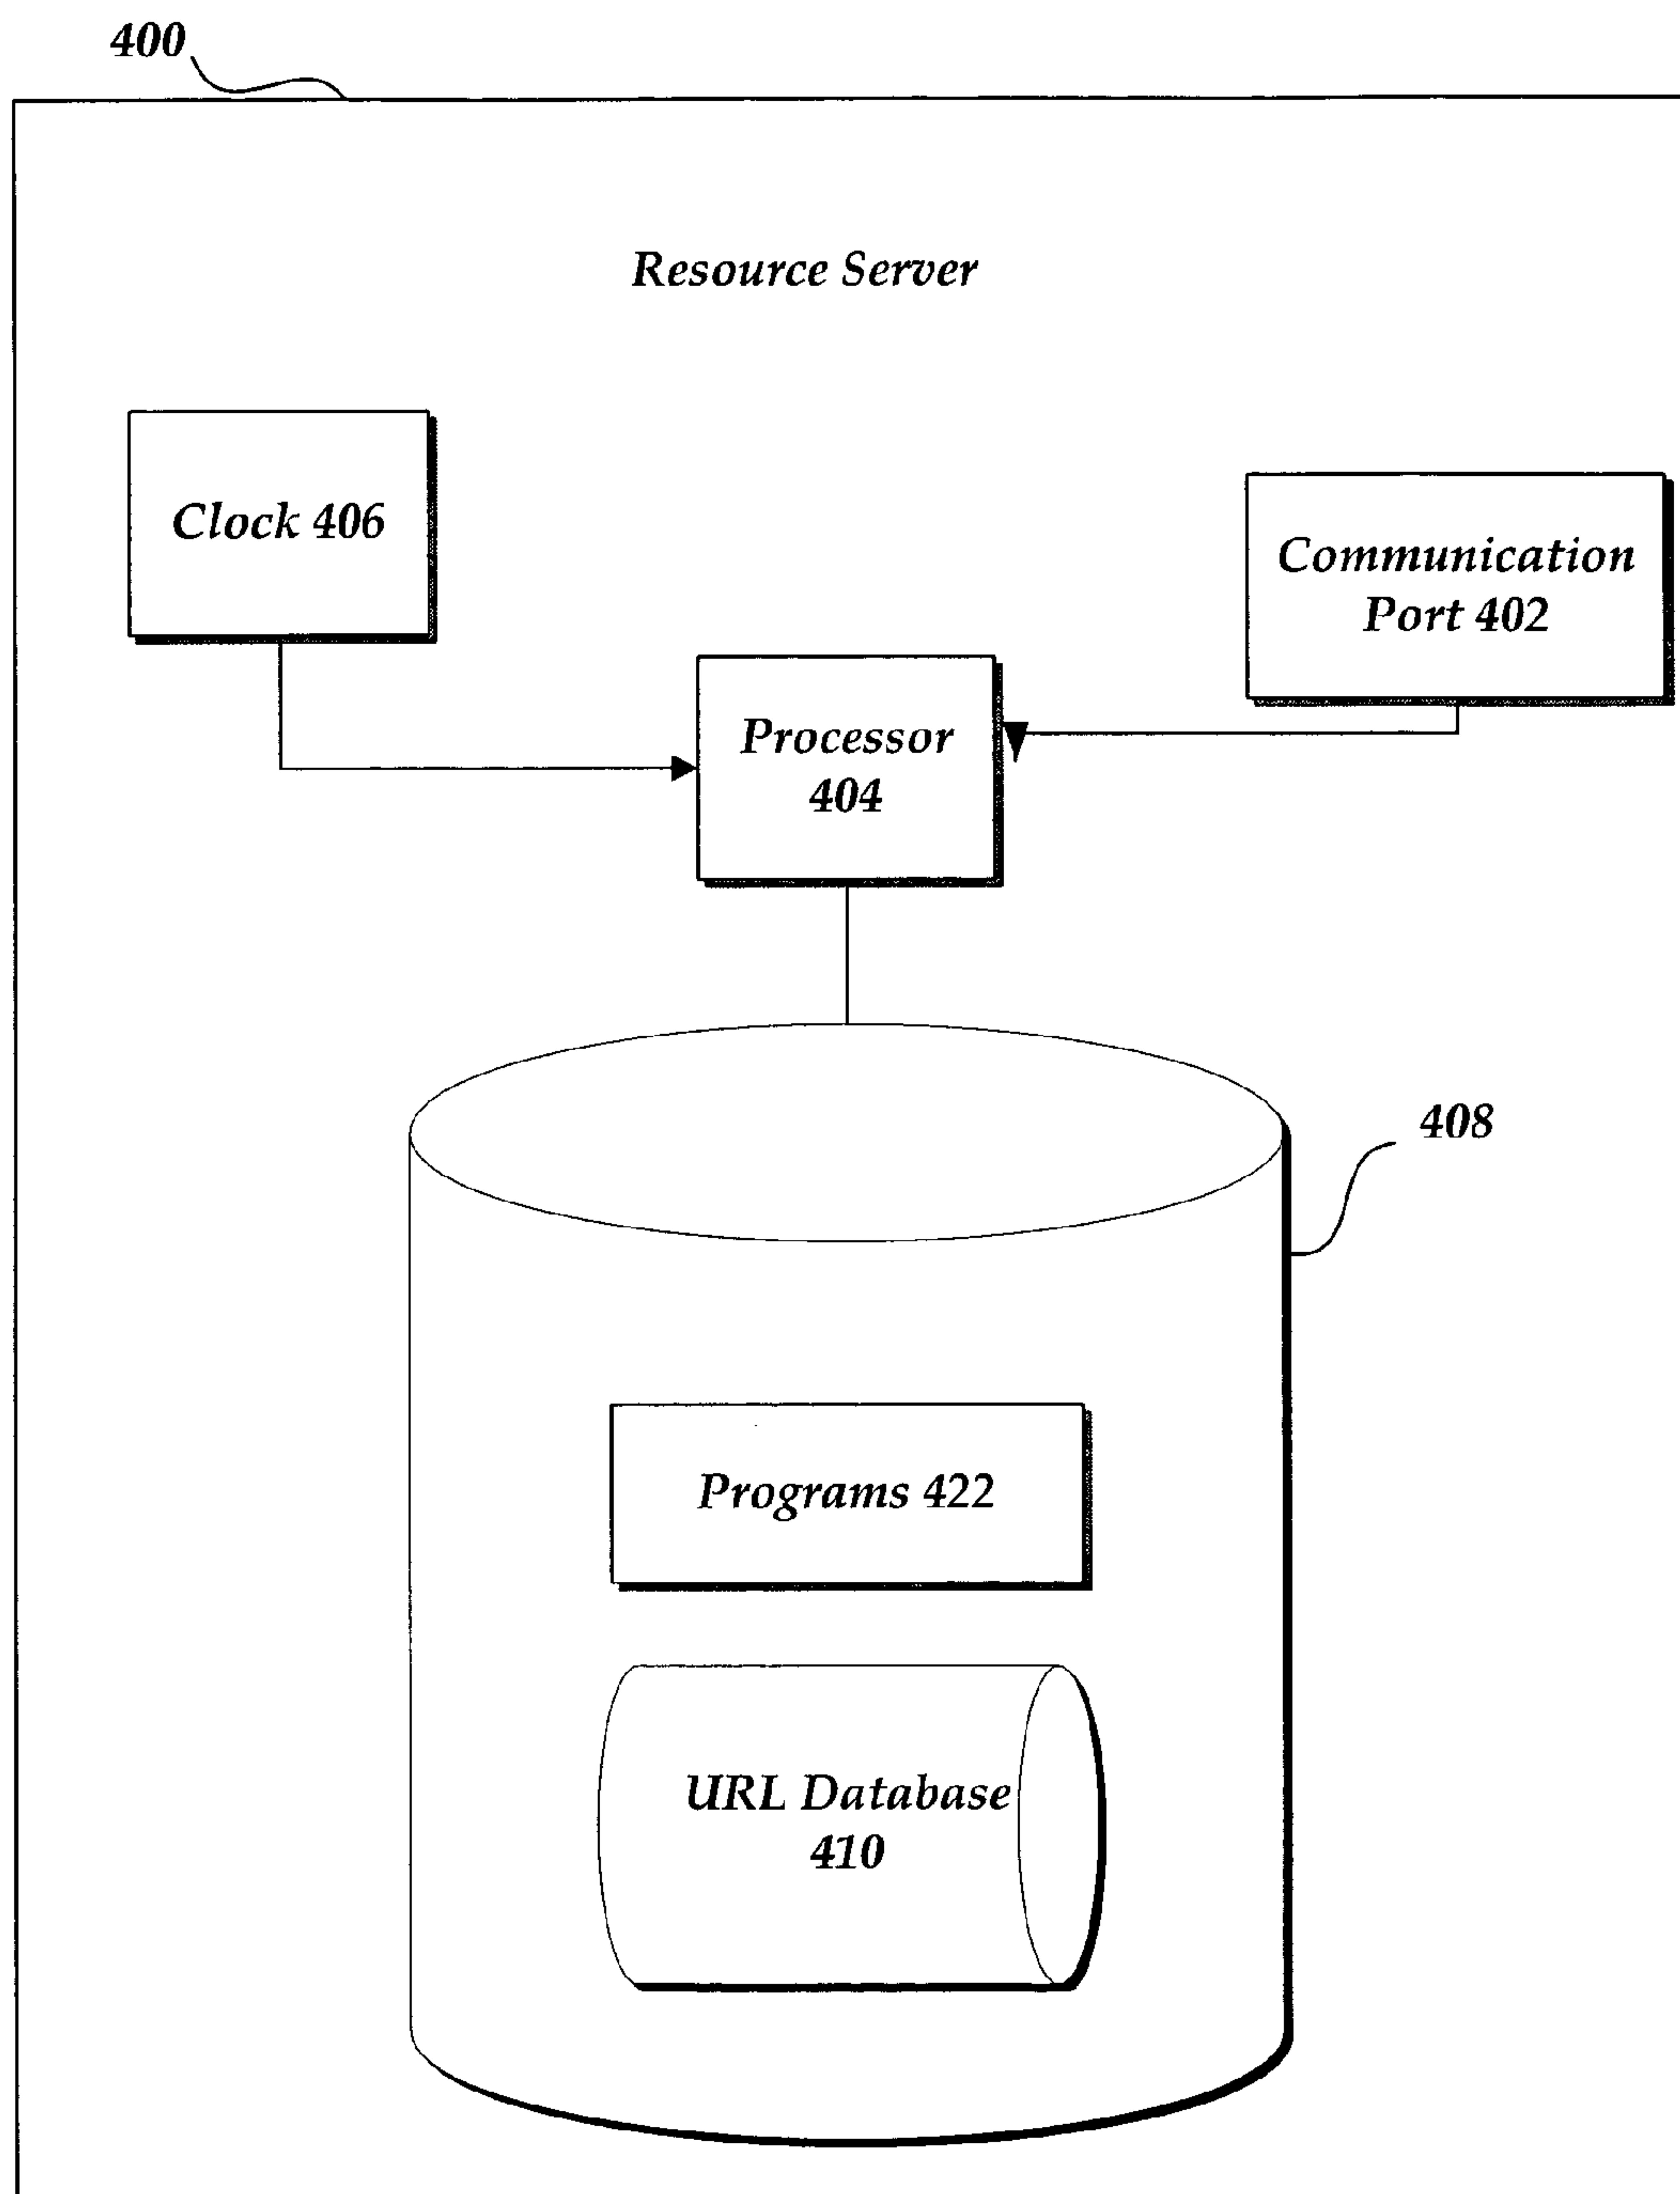 400
Resource Server
Clock 406
Communication
Port 402
Processor
404
408
Programs 422
URL Database
410